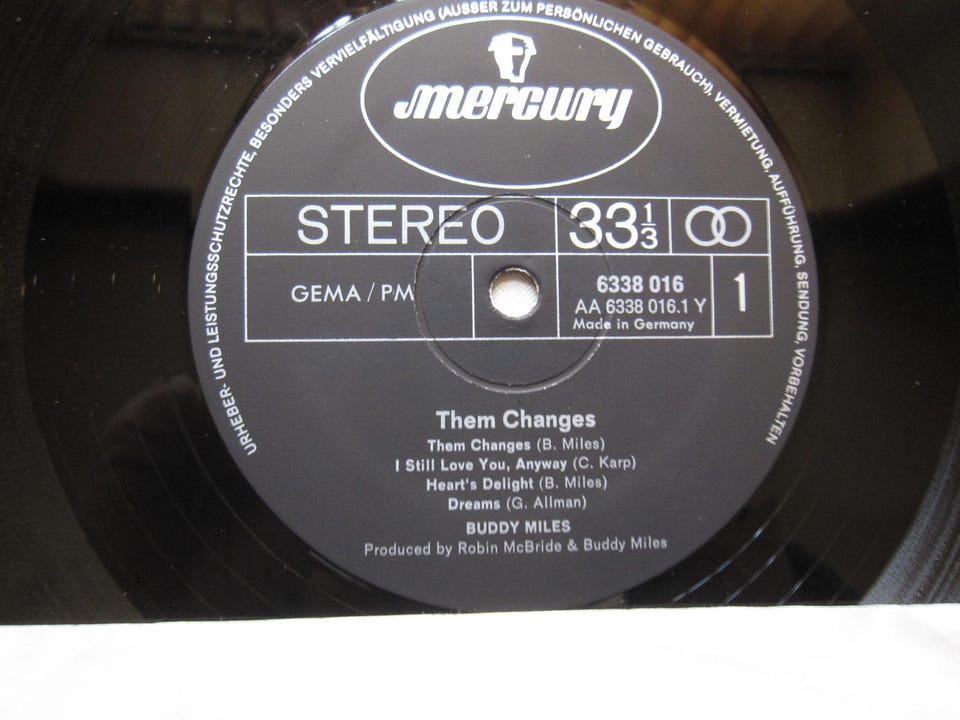 URHEBER- UND LEISTUNGSSCHUTZRECHTE, BESONDERS VERVIELFÄLTIGUNG (AUSSER ZUM PERSÖNLICHEN GEBRAUCH), VERMIETUNG, AUFFÜHRUNG, SENDUNG, VORBEHALTEN
mercury
STEREO 33 1/3
GEMA / PM 6338 016 1
AA 6338 016.1 Y
Made in Germany
Them Changes
Them Changes (B. Miles)
I Still Love You, Anyway (C. Karp)
Heart's Delight (B. Miles)
Dreams (G. Allman)
BUDDY MILES
Produced by Robin McBride & Buddy Miles